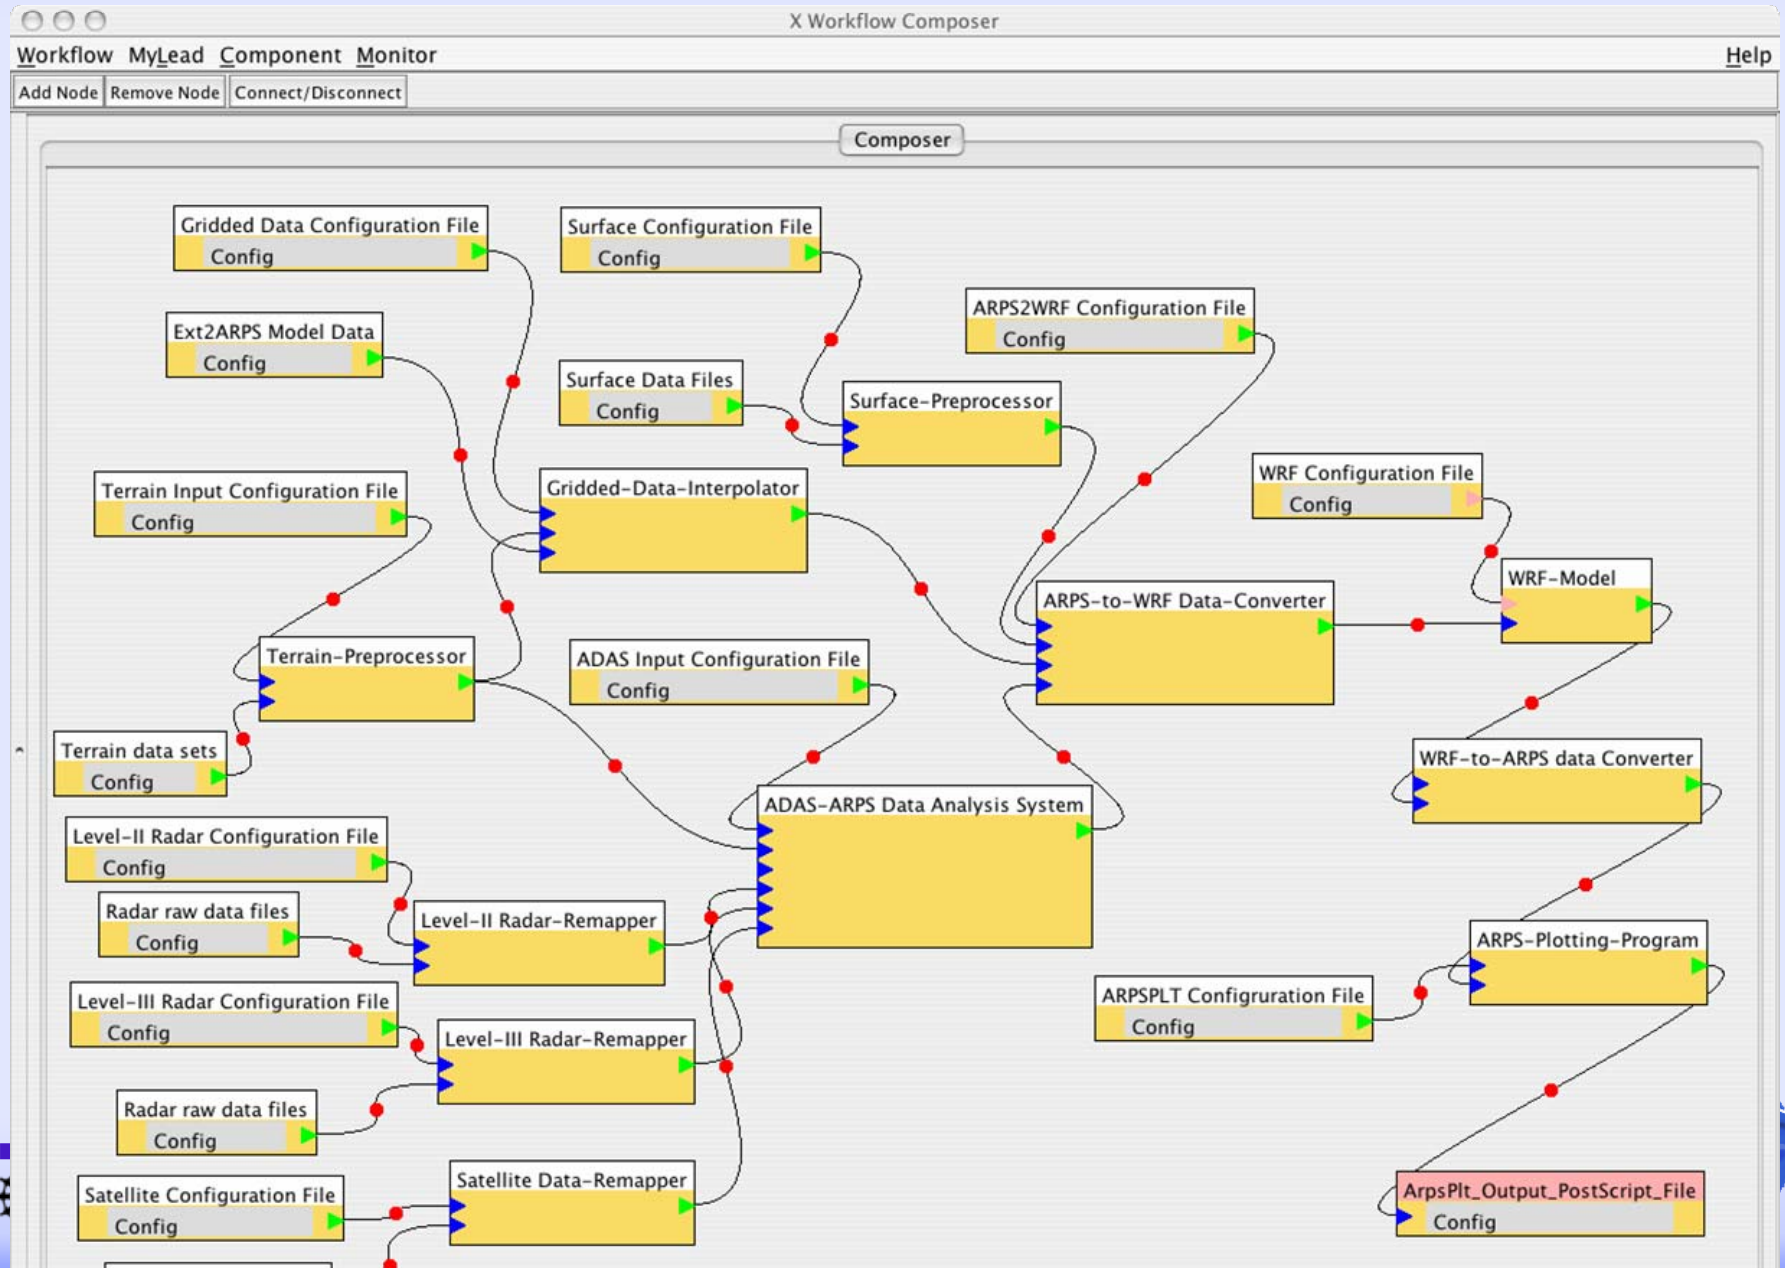 X Workflow Composer
Workflow MyLead Component Monitor Help
Add Node Remove Node Connect/Disconnect
Composer
Gridded Data Configuration File
Config
Surface Configuration File
Config
ARPS2WRF Configuration File
Config
Ext2ARPS Model Data
Config
Surface Data Files
Config
Surface-Preprocessor
WRF Configuration File
Config
Terrain Input Configuration File
Config
Gridded-Data-Interpolator
WRF-Model
ARPS-to-WRF Data-Converter
Terrain-Preprocessor
ADAS Input Configuration File
Config
Terrain data sets
Config
WRF-to-ARPS data Converter
ADAS-ARPS Data Analysis System
Level-II Radar Configuration File
Config
Radar raw data files
Config
Level-II Radar-Remapper
ARPS-Plotting-Program
Level-III Radar Configuration File
Config
ARPSPLT Configruration File
Config
Level-III Radar-Remapper
Radar raw data files
Config
Satellite Data-Remapper
Satellite Configuration File
Config
ArpsPlt_Output_PostScript_File
Config